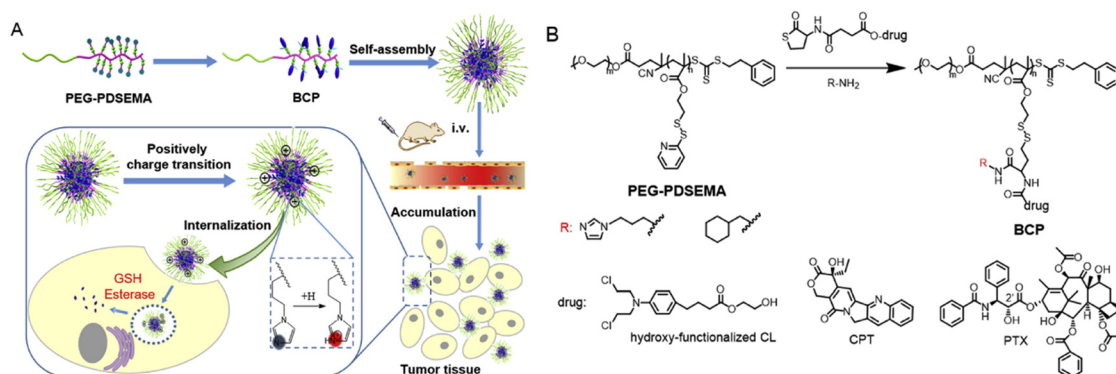 A
PEG-PDSEMA
BCP
Self-assembly
i.v.
Accumulation
Tumor tissue
Positively
charge transition
Internalization
GSH
Esterase
+H
HN
B
O-drug
R-NH₂
PEG-PDSEMA
BCP
R:
drug:
hydroxy-functionalized CL
CPT
PTX